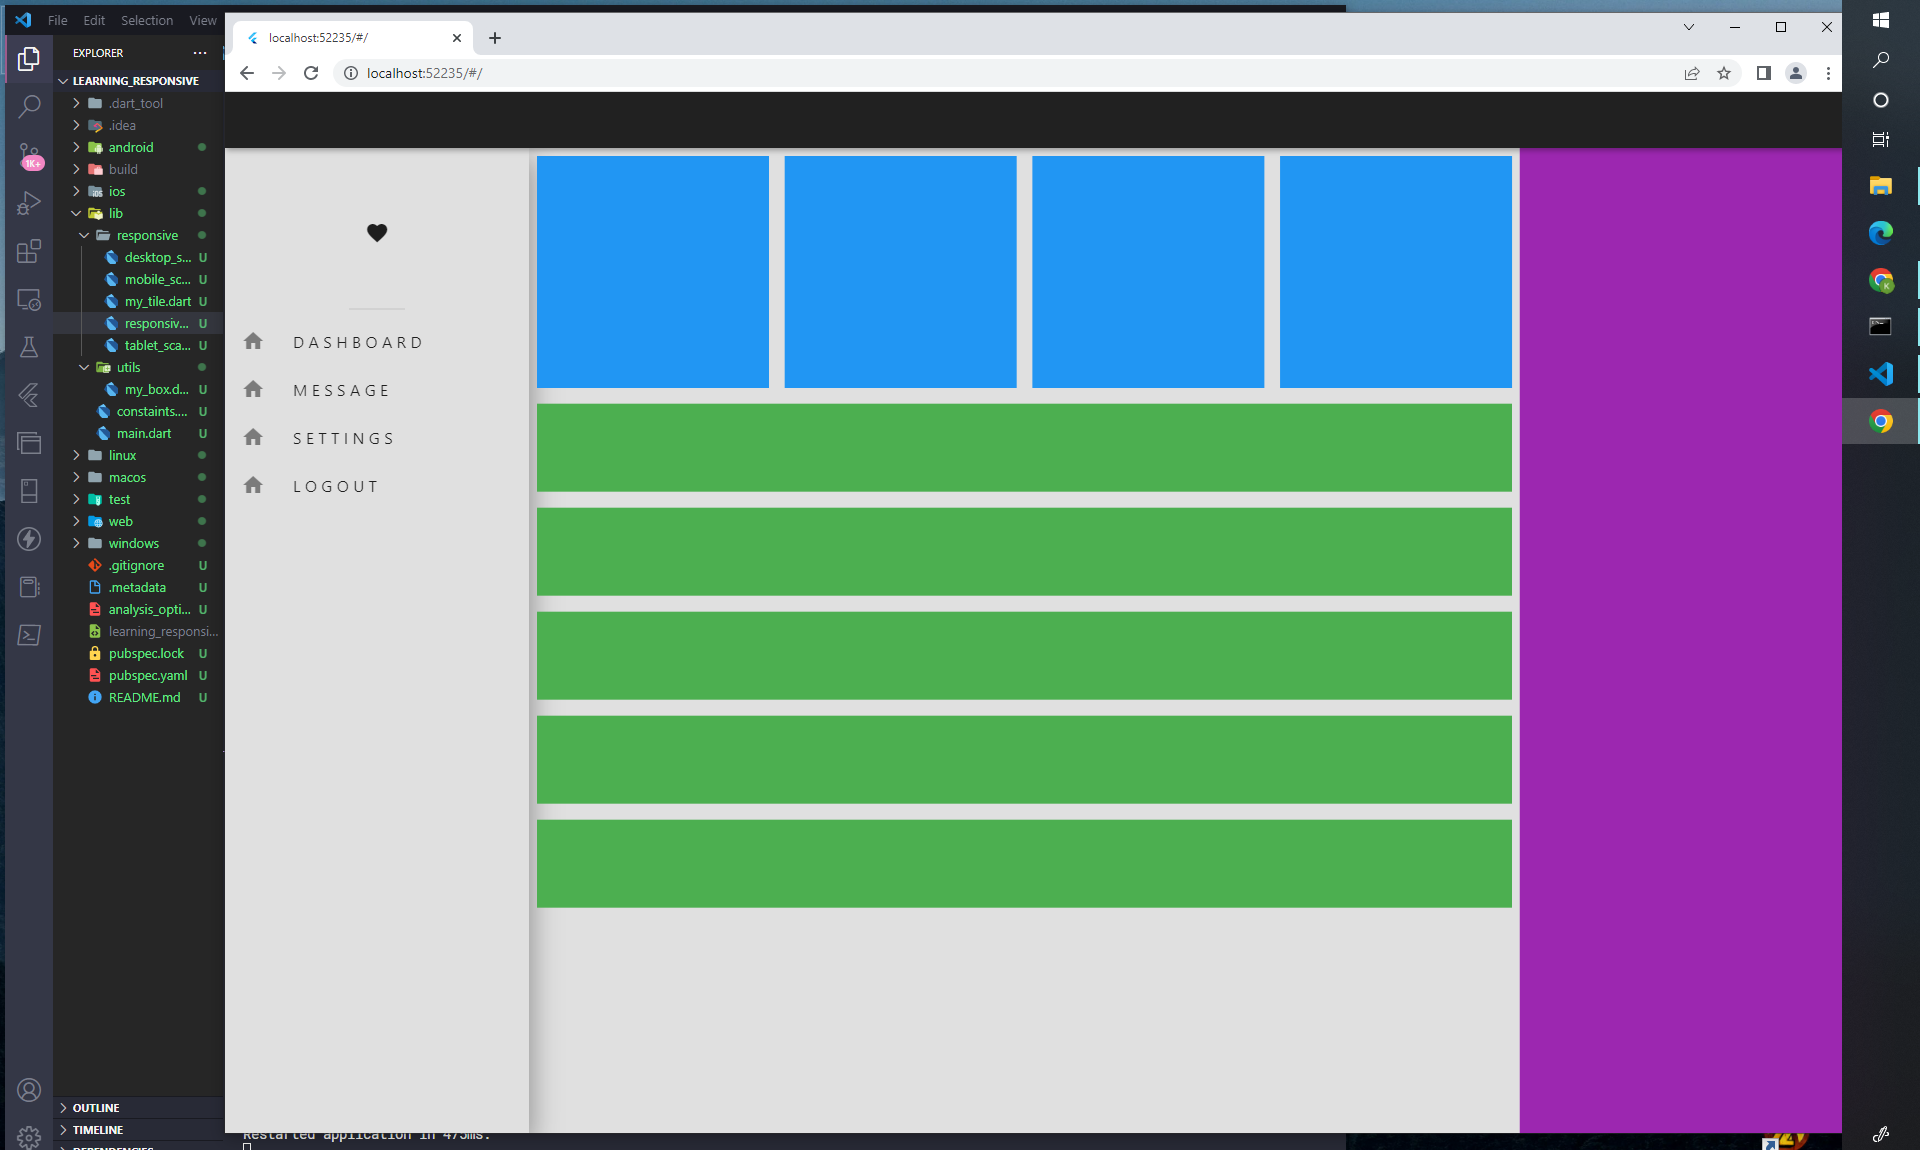 File Edit Selection View
EXPLORER
LEARNING_RESPONSIVE
.dart_tool
.idea
android
build
ios
lib
responsive
desktop_s... U
mobile_sc... U
my_tile.dart U
responsiv... U
tablet_sca... U
utils
my_box.d... U
constaints.... U
main.dart U
linux
macos
test
web
windows
.gitignore U
.metadata U
analysis_opti... U
learning_responsi...
pubspec.lock U
pubspec.yaml U
README.md U
OUTLINE
TIMELINE
DEPENDENCIES
1K+
localhost:52235/#/
localhost:52235/#/
DASHBOARD
MESSAGE
SETTINGS
LOGOUT
Restarted application in 475ms.
K